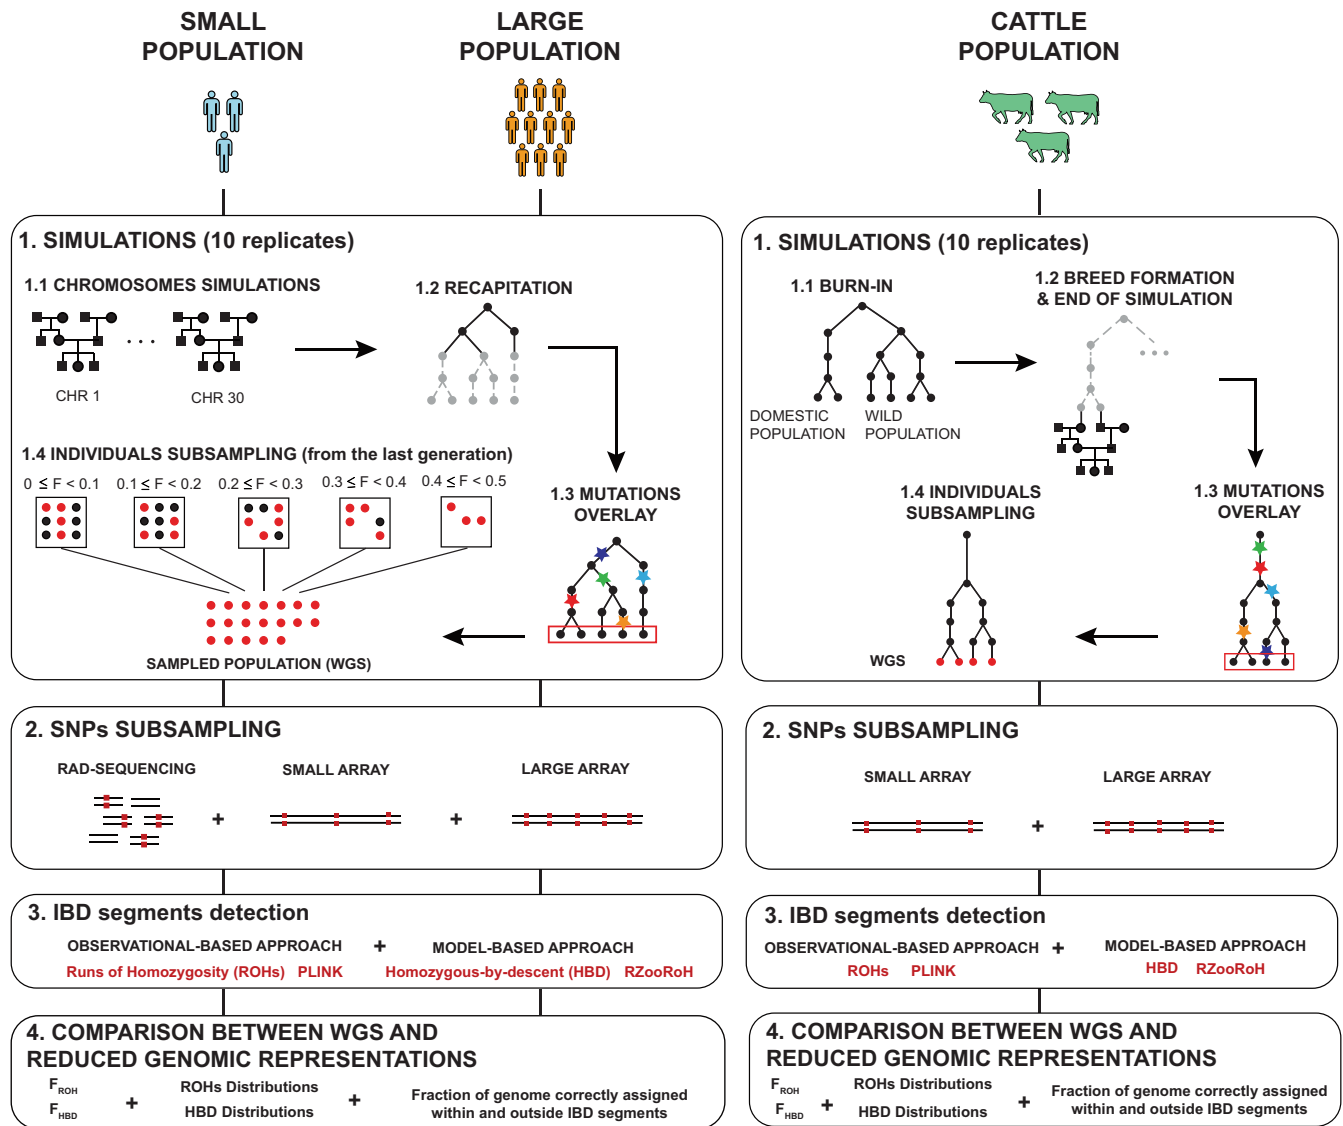 SMALL
POPULATION
LARGE
POPULATION
CATTLE
POPULATION
1. SIMULATIONS (10 replicates)
1.1 CHROMOSOMES SIMULATIONS
1.2 RECAPITATION
. . .
CHR 1
CHR 30
1.4 INDIVIDUALS SUBSAMPLING (from the last generation)
0 ≤ F < 0.1
0.1 ≤ F < 0.2
0.2 ≤ F < 0.3
0.3 ≤ F < 0.4
0.4 ≤ F < 0.5
1.3 MUTATIONS
OVERLAY
SAMPLED POPULATION (WGS)
1. SIMULATIONS (10 replicates)
1.1 BURN-IN
1.2 BREED FORMATION
& END OF SIMULATION
DOMESTIC
POPULATION
WILD
POPULATION
1.4 INDIVIDUALS
SUBSAMPLING
1.3 MUTATIONS
OVERLAY
WGS
2. SNPs SUBSAMPLING
RAD-SEQUENCING
SMALL ARRAY
LARGE ARRAY
+
+
2. SNPs SUBSAMPLING
SMALL ARRAY
LARGE ARRAY
+
3. IBD segments detection
OBSERVATIONAL-BASED APPROACH + MODEL-BASED APPROACH
Runs of Homozygosity (ROHs) PLINK Homozygous-by-descent (HBD) RZooRoH
3. IBD segments detection
OBSERVATIONAL-BASED APPROACH + MODEL-BASED APPROACH
ROHs PLINK HBD RZooRoH
4. COMPARISON BETWEEN WGS AND
REDUCED GENOMIC REPRESENTATIONS
FROH
FHBD
+
ROHs Distributions
HBD Distributions
+
Fraction of genome correctly assigned
within and outside IBD segments
4. COMPARISON BETWEEN WGS AND
REDUCED GENOMIC REPRESENTATIONS
FROH
FHBD
+
ROHs Distributions
HBD Distributions
+
Fraction of genome correctly assigned
within and outside IBD segments